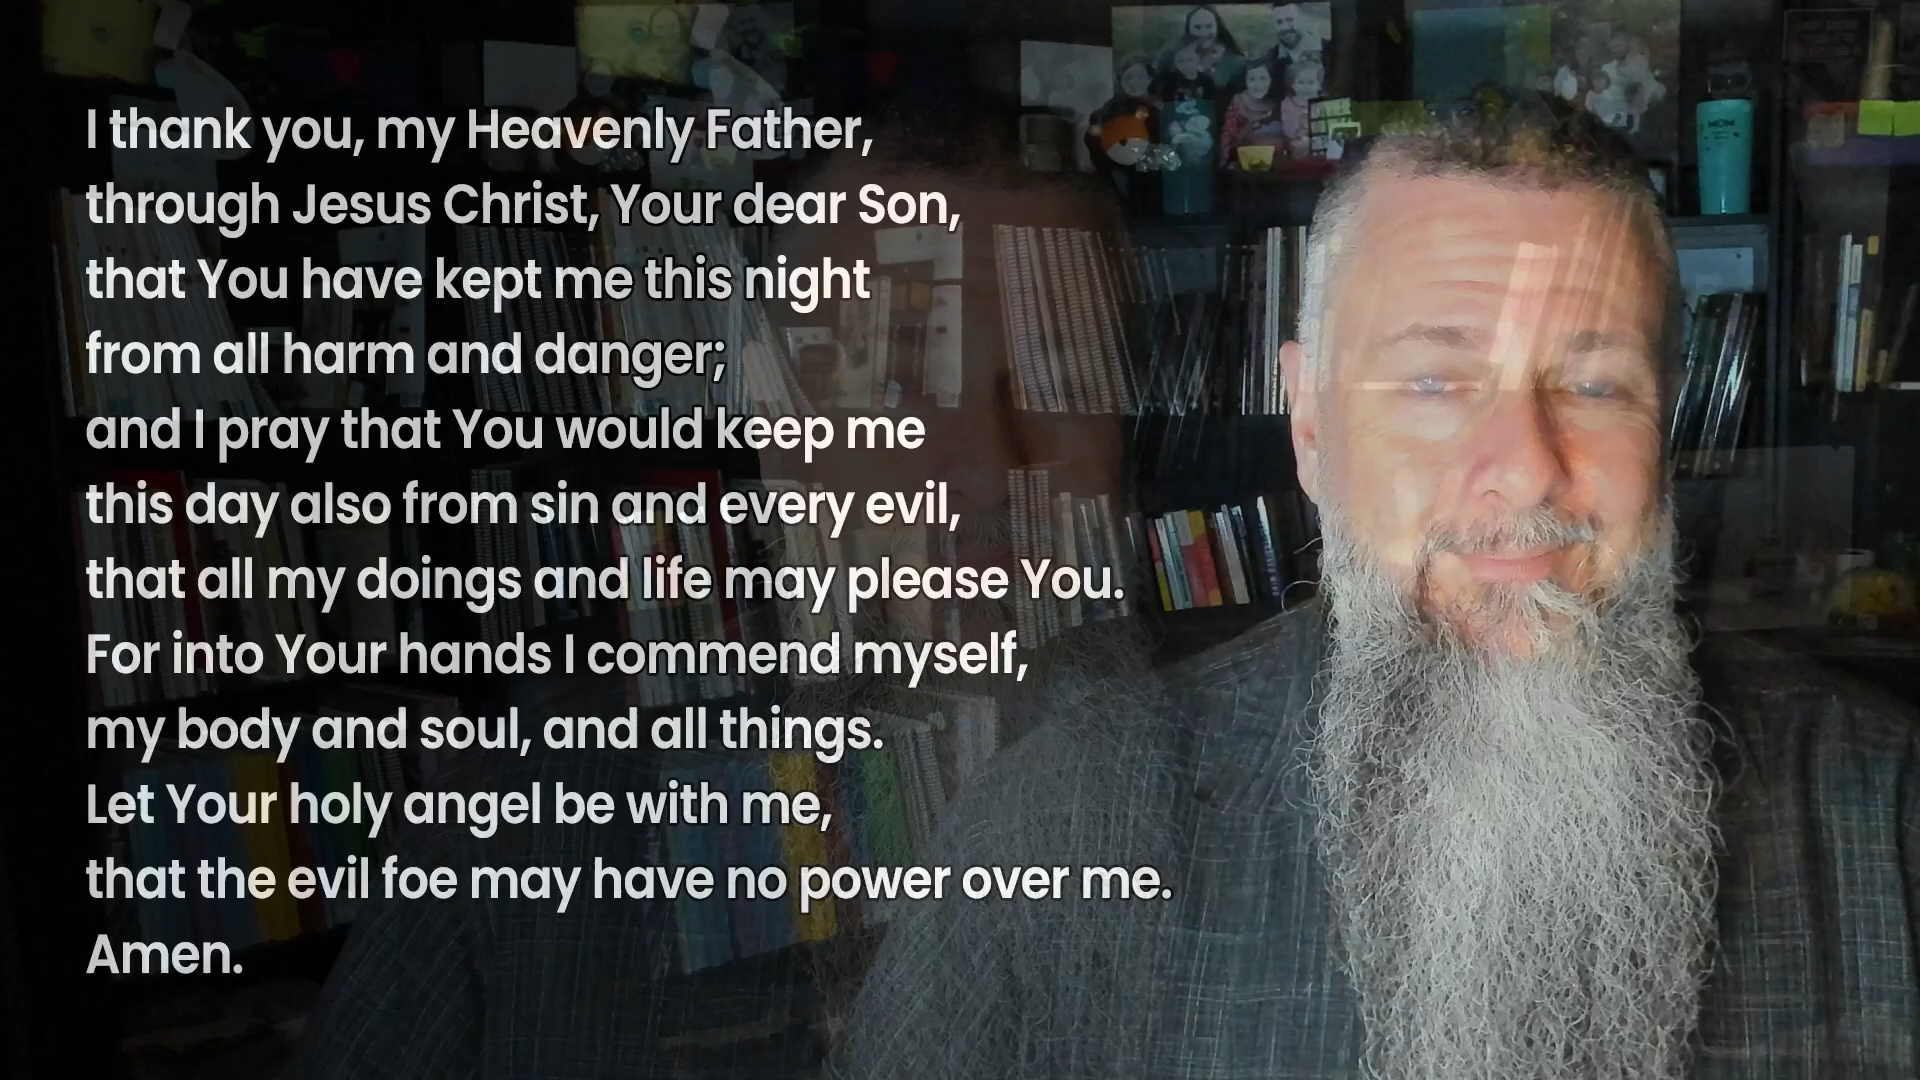 I thank you, my Heavenly Father,
through Jesus Christ, Your dear Son,
that You have kept me this night
from all harm and danger;
and I pray that You would keep me
this day also from sin and every evil,
that all my doings and life may please You.
For into Your hands I commend myself,
my body and soul, and all things.
Let Your holy angel be with me,
that the evil foe may have no power over me.
Amen.
MOM